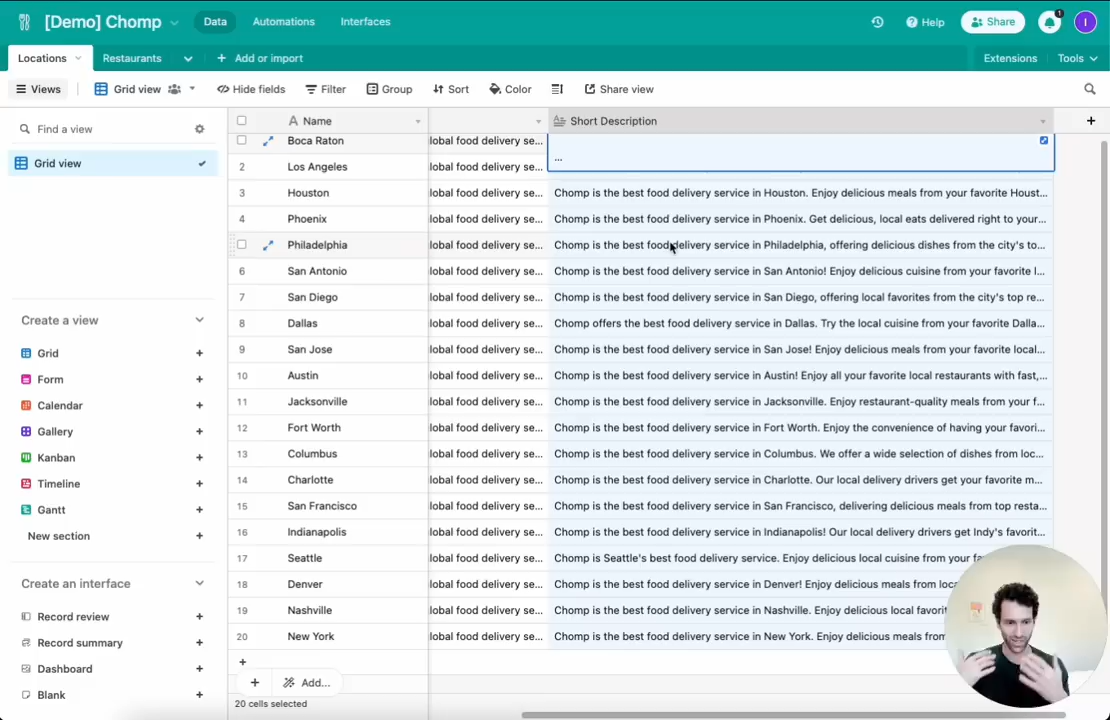 [Demo] Chomp
Data
Automations
Interfaces
Help
Share
1
I
Locations
Restaurants
Add or import
Extensions
Tools
Views
Grid view
Hide fields
Filter
Group
Sort
Color
Share view
Find a view
Grid view
Create a view
Grid
Form
Calendar
Gallery
Kanban
Timeline
Gantt
New section
Create an interface
Record review
Record summary
Dashboard
Blank
Name Short Description
Boca Raton lobal food delivery se... ...
2 Los Angeles lobal food delivery se...
3 Houston lobal food delivery se... Chomp is the best food delivery service in Houston. Enjoy delicious meals from your favorite Houst...
4 Phoenix lobal food delivery se... Chomp is the best food delivery service in Phoenix. Get delicious, local eats delivered right to your...
Philadelphia lobal food delivery se... Chomp is the best food delivery service in Philadelphia, offering delicious dishes from the city's to...
6 San Antonio lobal food delivery se... Chomp is the best food delivery service in San Antonio! Enjoy delicious cuisine from your favorite l...
7 San Diego lobal food delivery se... Chomp is the best food delivery service in San Diego, offering local favorites from the city's top re...
8 Dallas lobal food delivery se... Chomp offers the best food delivery service in Dallas. Try the local cuisine from your favorite Dalla...
9 San Jose lobal food delivery se... Chomp is the best food delivery service in San Jose! Enjoy delicious meals from your favorite local...
10 Austin lobal food delivery se... Chomp is the best food delivery service in Austin! Enjoy all your favorite local restaurants with fast,...
11 Jacksonville lobal food delivery se... Chomp is the best food delivery service in Jacksonville. Enjoy restaurant-quality meals from your f...
12 Fort Worth lobal food delivery se... Chomp is the best food delivery service in Fort Worth. Enjoy the convenience of having your favori...
13 Columbus lobal food delivery se... Chomp is the best food delivery service in Columbus. We offer a wide selection of dishes from loc...
14 Charlotte lobal food delivery se... Chomp is the best food delivery service in Charlotte. Our local delivery drivers get your favorite m...
15 San Francisco lobal food delivery se... Chomp is the best food delivery service in San Francisco, delivering delicious meals from top resta...
16 Indianapolis lobal food delivery se... Chomp is the best food delivery service in Indianapolis! Our local delivery drivers get Indy's favorit...
17 Seattle lobal food delivery se... Chomp is Seattle's best food delivery service. Enjoy delicious local cuisine from your fa
18 Denver lobal food delivery se... Chomp is the best food delivery service in Denver! Enjoy delicious meals from loca
19 Nashville lobal food delivery se... Chomp is the best food delivery service in Nashville. Enjoy delicious local favorit
20 New York lobal food delivery se... Chomp is the best food delivery service in New York. Enjoy delicious meals from
Add...
20 cells selected